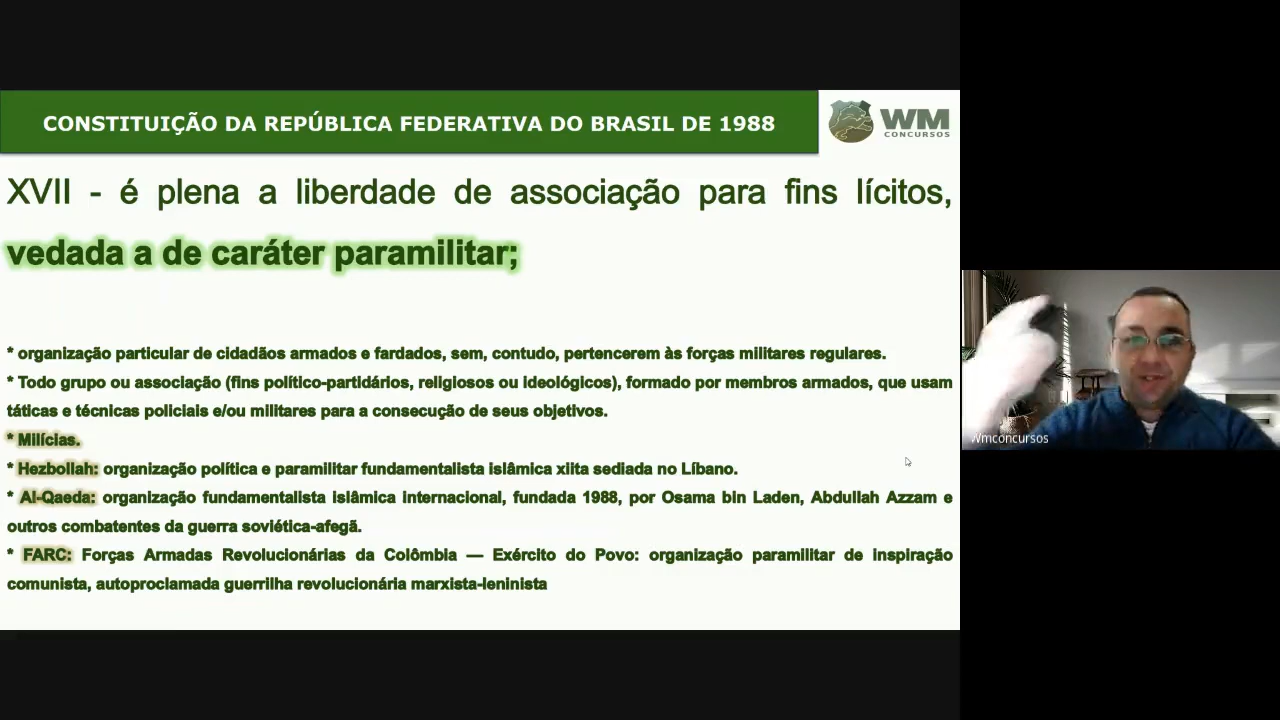 CONSTITUIÇÃO DA REPÚBLICA FEDERATIVA DO BRASIL DE 1988
WM
CONCURSOS
XVII - é plena a liberdade de associação para fins lícitos,
vedada a de caráter paramilitar;
* organização particular de cidadãos armados e fardados, sem, contudo, pertencerem às forças militares regulares.
* Todo grupo ou associação (fins político-partidários, religiosos ou ideológicos), formado por membros armados, que usam
táticas e técnicas policiais e/ou militares para a consecução de seus objetivos.
* Milícias.
* Hezbollah: organização política e paramilitar fundamentalista islâmica xiita sediada no Líbano.
* Al-Qaeda: organização fundamentalista islâmica internacional, fundada 1988, por Osama bin Laden, Abdullah Azzam e
outros combatentes da guerra soviética-afegã.
* FARC: Forças Armadas Revolucionárias da Colômbia — Exército do Povo: organização paramilitar de inspiração
comunista, autoproclamada guerrilha revolucionária marxista-leninista
Wmconcursos